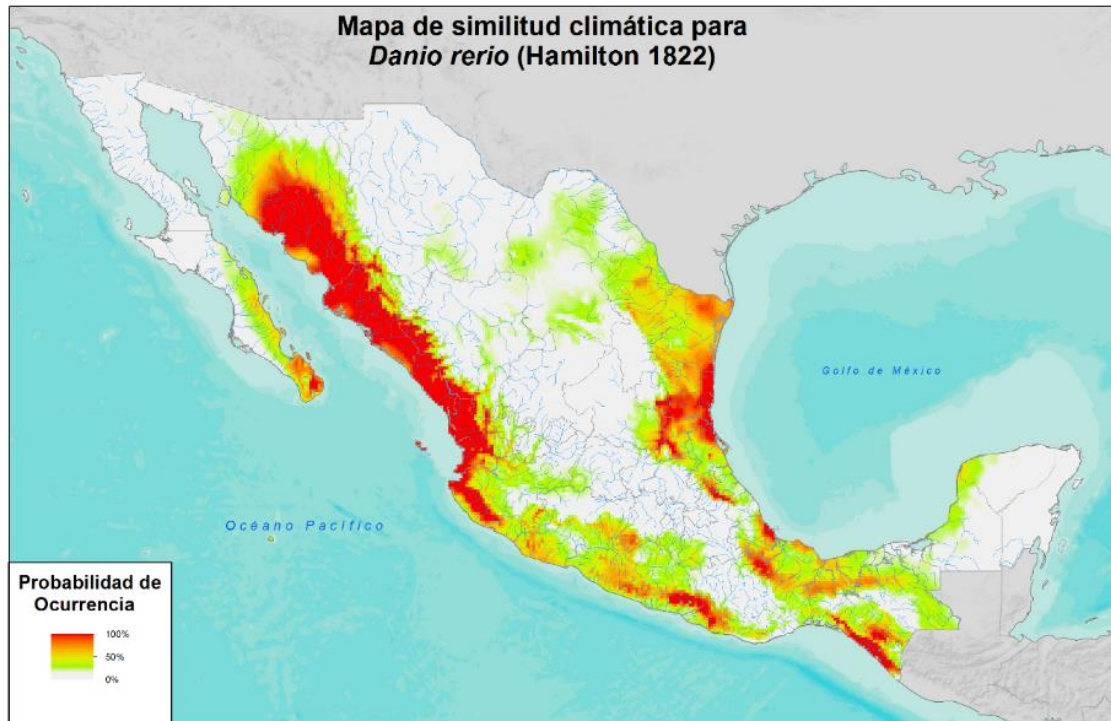 Mapa de similitud climática para
Danio rerio (Hamilton 1822)
Golfo de México
Océano Pacífico
Probabilidad de
Ocurrencia
100%
50%
0%